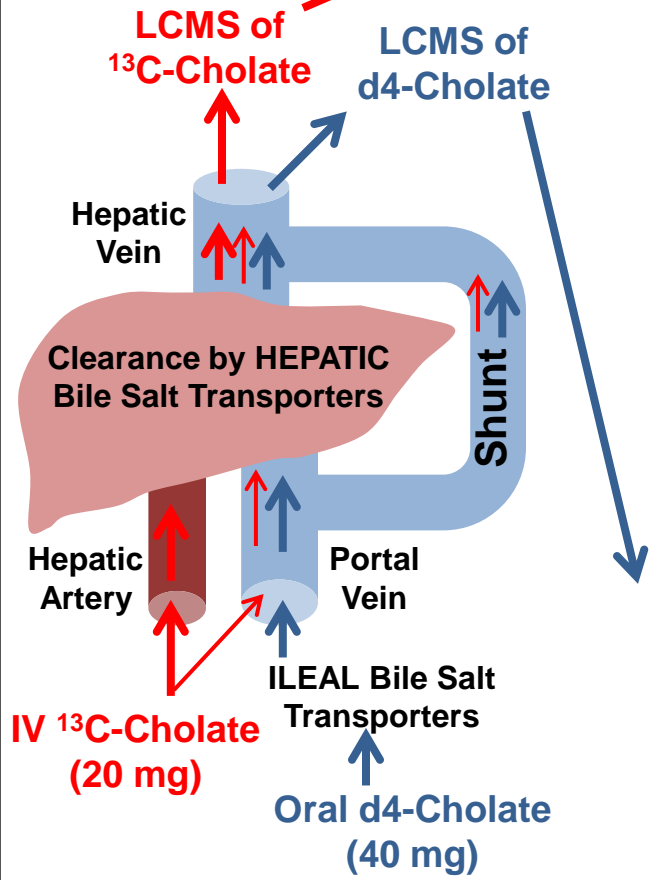 LCMS of
¹³C-Cholate
LCMS of
d4-Cholate
Hepatic
Vein
Clearance by HEPATIC
Bile Salt Transporters
Shunt
Hepatic
Artery
Portal
Vein
ILEAL Bile Salt
Transporters
IV ¹³C-Cholate
(20 mg)
Oral d4-Cholate
(40 mg)